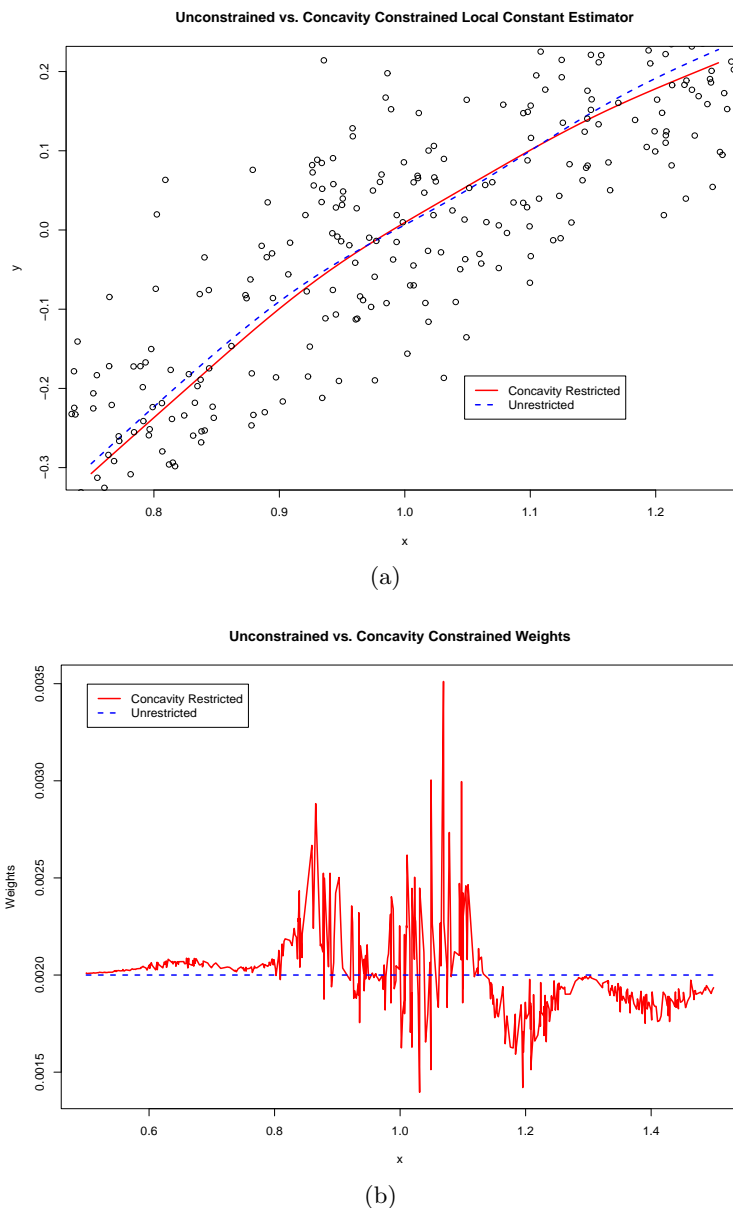 Unconstrained vs. Concavity Constrained Local Constant Estimator
0.2
0.1
0.0
−0.1
−0.2
−0.3
y
Concavity Restricted
Unrestricted
0.8 0.9 1.0 1.1 1.2
x
(a)
Unconstrained vs. Concavity Constrained Weights
0.0035
0.0030
0.0025
0.0020
0.0015
Weights
Concavity Restricted
Unrestricted
0.6 0.8 1.0 1.2 1.4
x
(b)